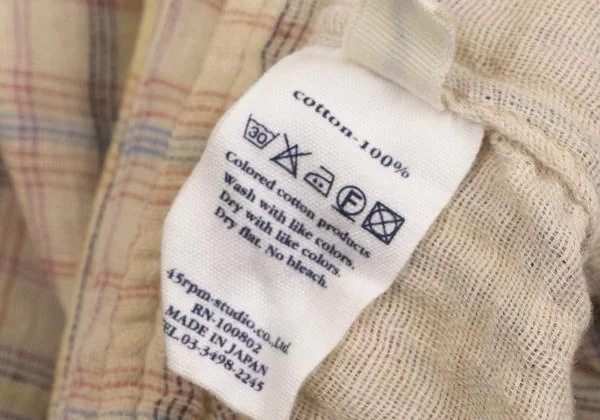 cotton-100%
30 F
Colored cotton products
Wash with like colors.
Dry with like colors.
Dry flat. No bleach.
45rpm-studio.co.,Ltd
RN-100802
MADE IN JAPAN
TEL.03-3498-2245